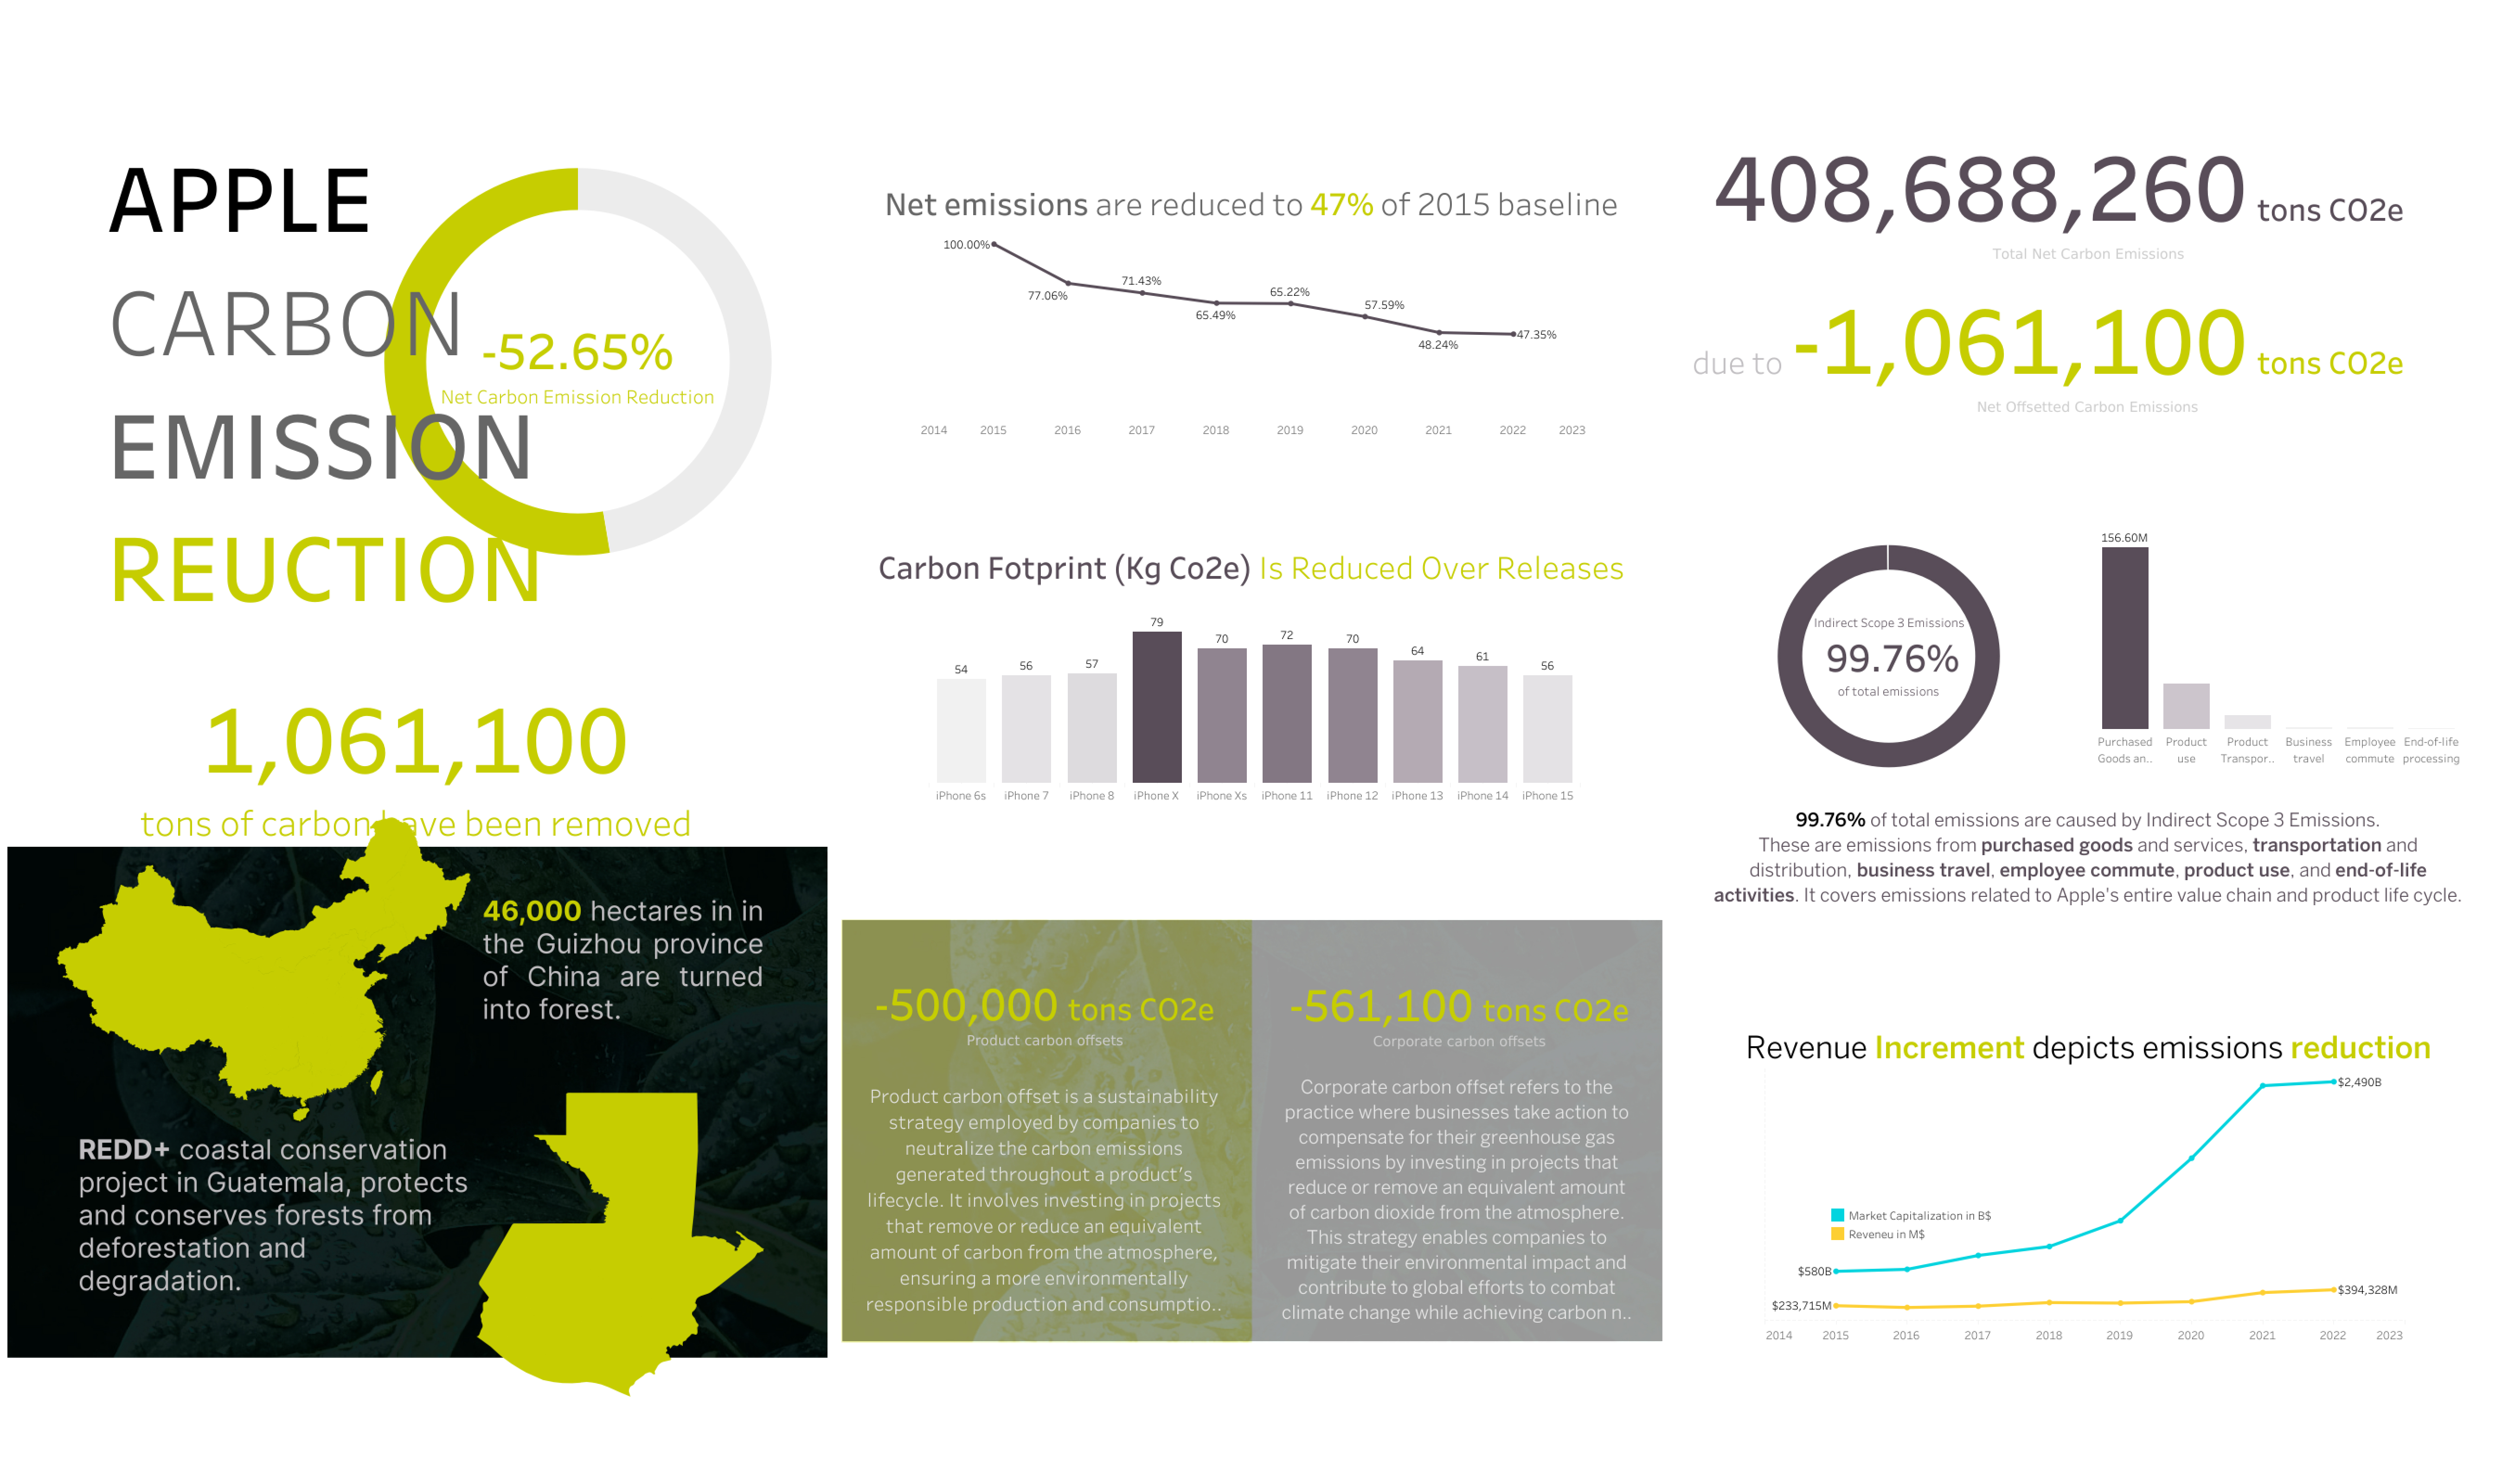 APPLE
CARBON
EMISSION
REUCTION
-52.65%
Net Carbon Emission Reduction
1,061,100
tons of carbon have been removed
46,000 hectares in in
the Guizhou province
of China are turned
into forest.
REDD+ coastal conservation
project in Guatemala, protects
and conserves forests from
deforestation and
degradation.
Net emissions are reduced to 47% of 2015 baseline
100.00%
77.06%
71.43%
65.49%
65.22%
57.59%
48.24%
47.35%
2014 2015 2016 2017 2018 2019 2020 2021 2022 2023
Carbon Fotprint (Kg Co2e) Is Reduced Over Releases
54 56 57 79 70 72 70 64 61 56
iPhone 6s iPhone 7 iPhone 8 iPhone X iPhone Xs iPhone 11 iPhone 12 iPhone 13 iPhone 14 iPhone 15
-500,000 tons CO2e
Product carbon offsets
Product carbon offset is a sustainability
strategy employed by companies to
neutralize the carbon emissions
generated throughout a product's
lifecycle. It involves investing in projects
that remove or reduce an equivalent
amount of carbon from the atmosphere,
ensuring a more environmentally
responsible production and consumptio..
-561,100 tons CO2e
Corporate carbon offsets
Corporate carbon offset refers to the
practice where businesses take action to
compensate for their greenhouse gas
emissions by investing in projects that
reduce or remove an equivalent amount
of carbon dioxide from the atmosphere.
This strategy enables companies to
mitigate their environmental impact and
contribute to global efforts to combat
climate change while achieving carbon n..
408,688,260 tons CO2e
Total Net Carbon Emissions
due to -1,061,100 tons CO2e
Net Offsetted Carbon Emissions
Indirect Scope 3 Emissions
99.76%
of total emissions
156.60M
Purchased Product Product Business Employee End-of-life
Goods an.. use Transpor.. travel commute processing
99.76% of total emissions are caused by Indirect Scope 3 Emissions.
These are emissions from purchased goods and services, transportation and
distribution, business travel, employee commute, product use, and end-of-life
activities. It covers emissions related to Apple's entire value chain and product life cycle.
Revenue Increment depicts emissions reduction
$2,490B
Market Capitalization in B$
Reveneu in M$
$580B
$394,328M
$233,715M
2014 2015 2016 2017 2018 2019 2020 2021 2022 2023